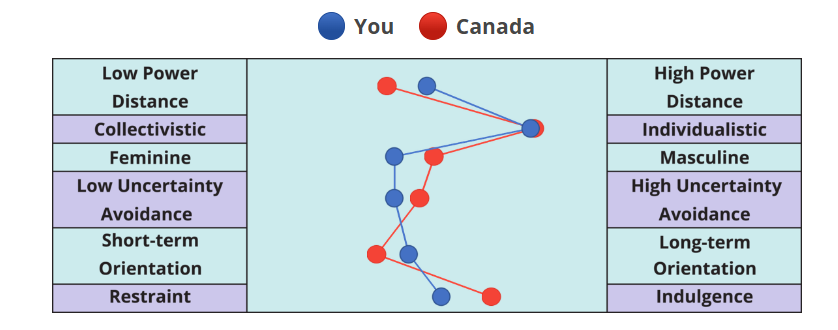 You Canada
Low Power
Distance
High Power
Distance
Collectivistic
Individualistic
Feminine
Masculine
Low Uncertainty
Avoidance
High Uncertainty
Avoidance
Short-term
Orientation
Long-term
Orientation
Restraint
Indulgence